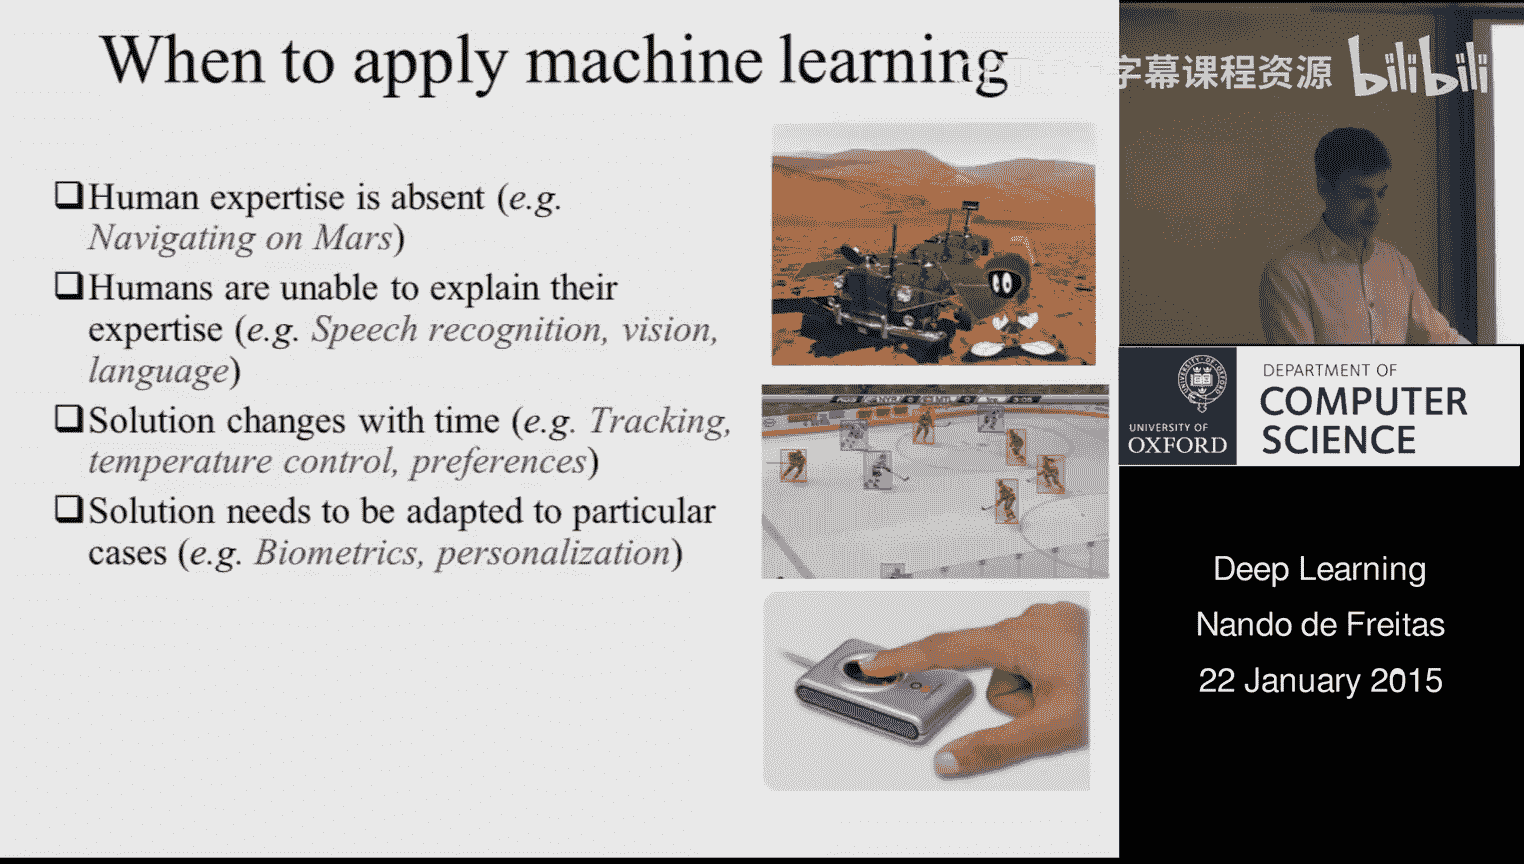 When to apply machine learning
字幕课程资源
bilibili
❑Human expertise is absent (e.g.
Navigating on Mars)
❑Humans are unable to explain their
expertise (e.g. Speech recognition, vision,
language)
❑Solution changes with time (e.g. Tracking,
temperature control, preferences)
❑Solution needs to be adapted to particular
cases (e.g. Biometrics, personalization)
UNIVERSITY OF
OXFORD
DEPARTMENT OF
COMPUTER
SCIENCE
Deep Learning
Nando de Freitas
22 January 2015